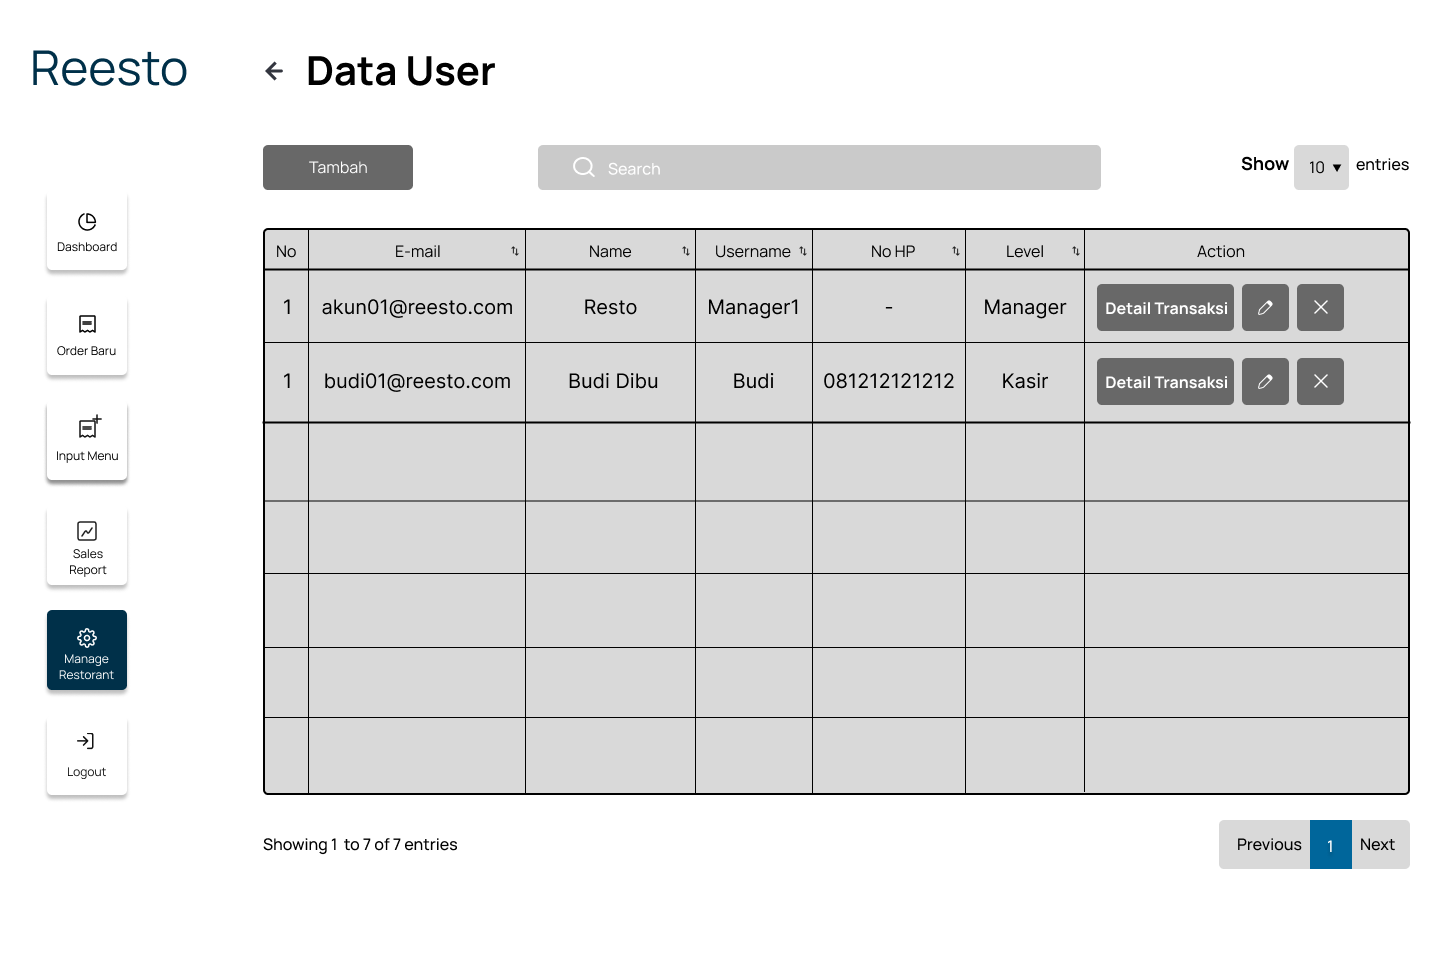 Reesto
Data User
Tambah
Search
Show 10 entries
Dashboard
Order Baru
Input Menu
Sales
Report
Manage
Restorant
Logout
No E-mail Name Username No HP Level Action
1 akun01@reesto.com Resto Manager1 - Manager Detail Transaksi
1 budi01@reesto.com Budi Dibu Budi 081212121212 Kasir Detail Transaksi
Showing 1 to 7 of 7 entries
Previous 1 Next